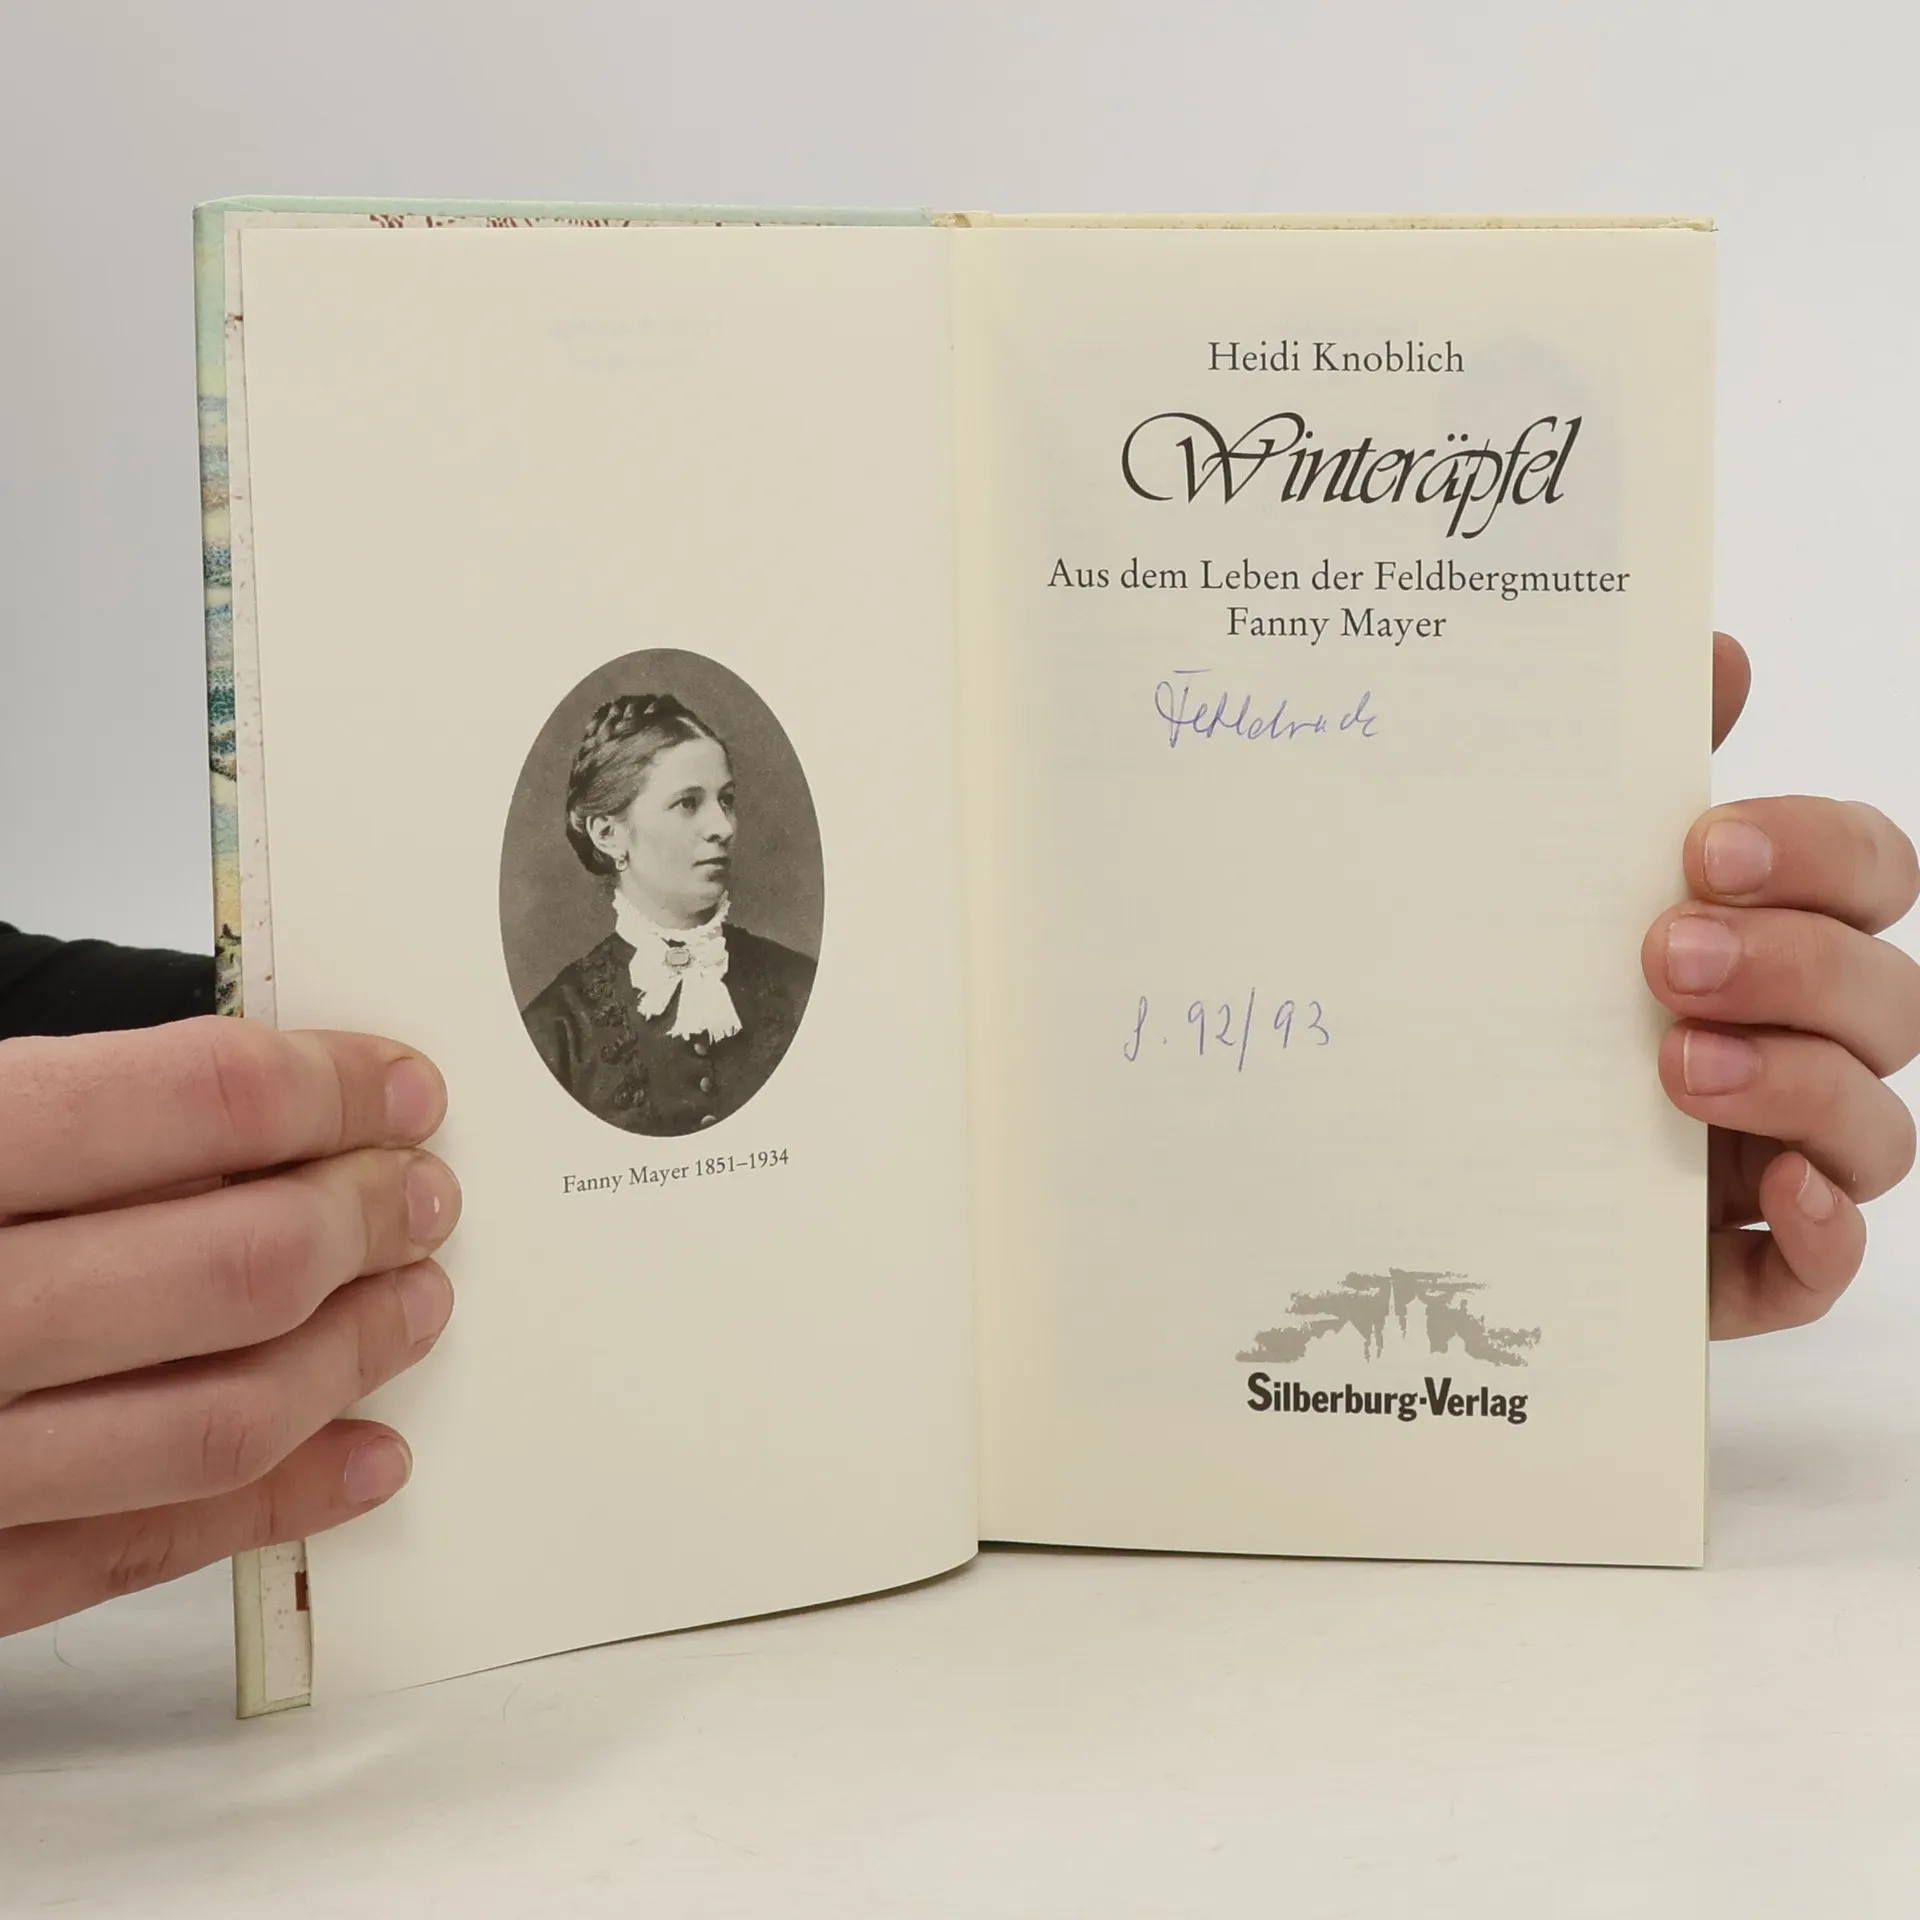 Fanny Mayer 1851–1934
Heidi Knoblich
Winteräpfel
Aus dem Leben der Feldbergmutter
Fanny Mayer
Fehldruck
S. 92/93
Silberburg·Verlag